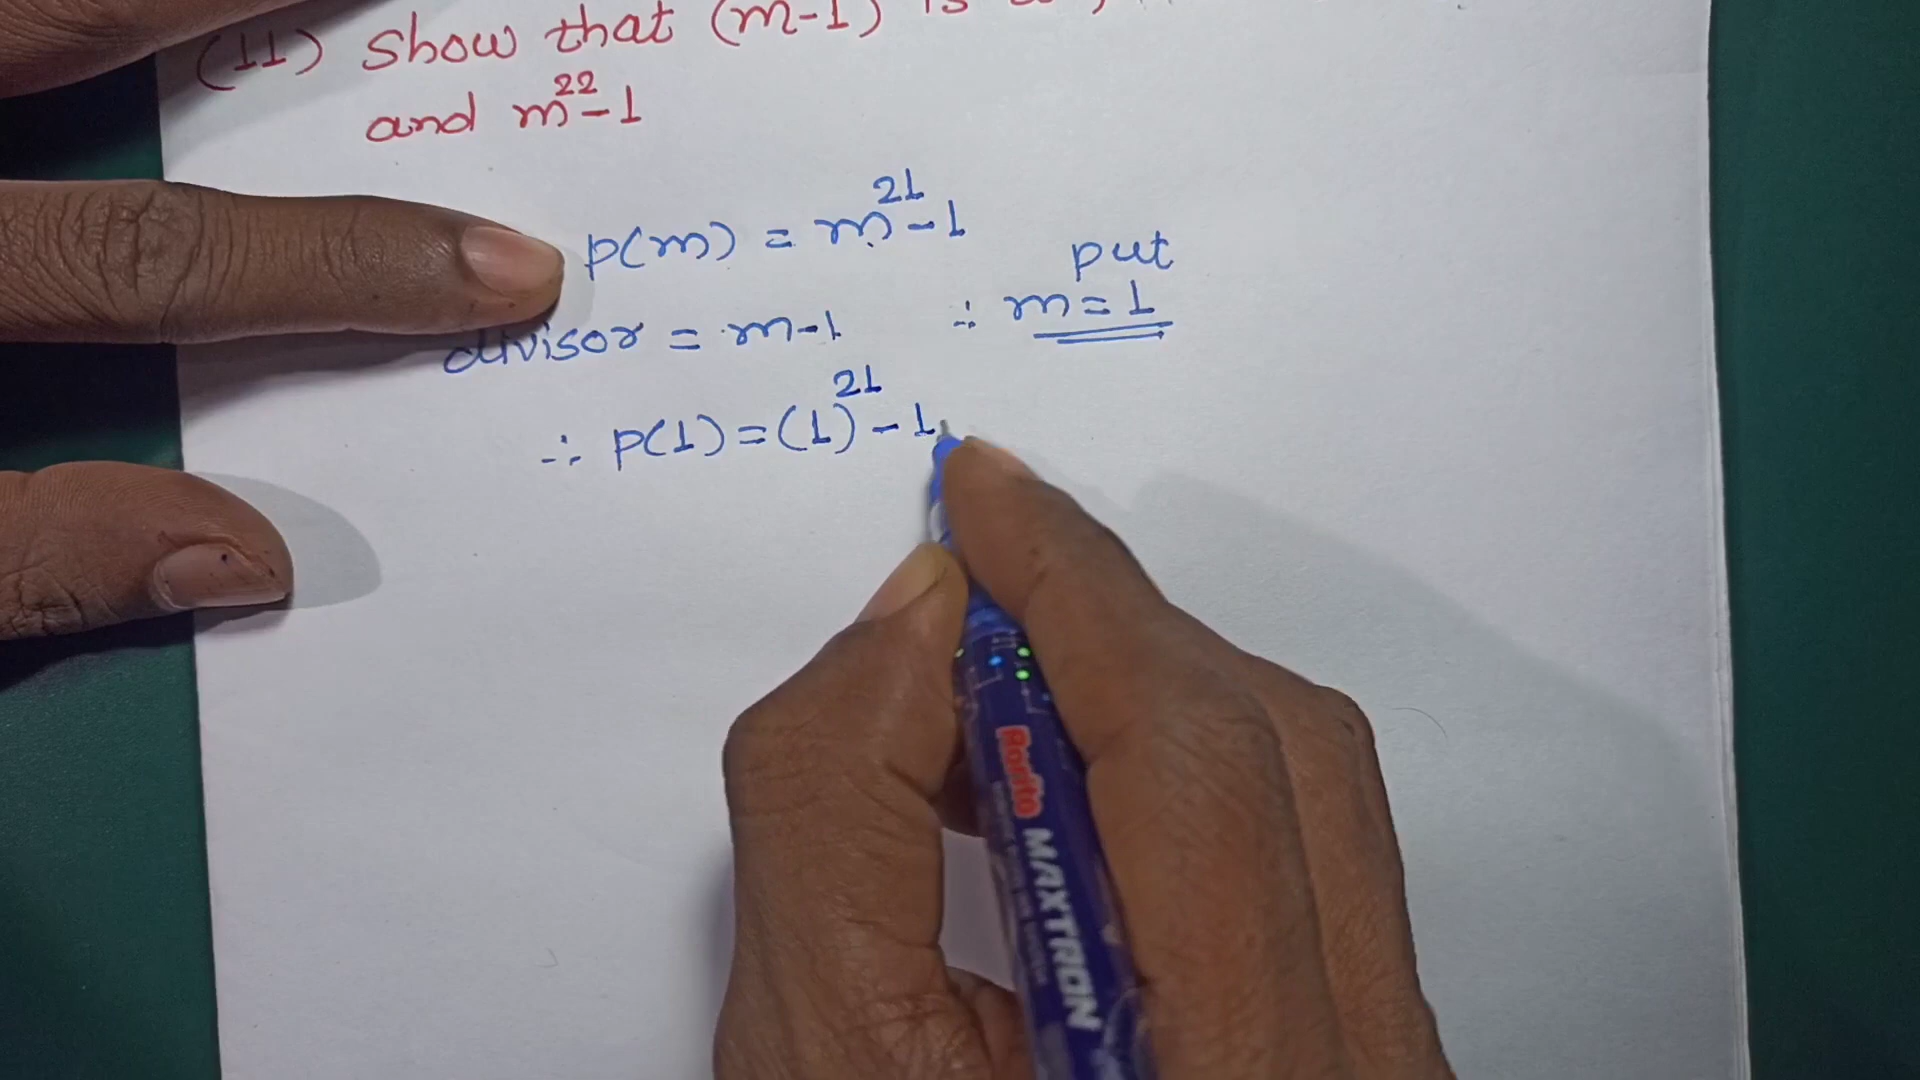 (11) Show that (m-1) is a
and m²²-1
p(m) = m²¹-1
put
divisor = m-1 ∴ m=1
∴ p(1) = (1)²¹ - 1
Rorito MAXTRON